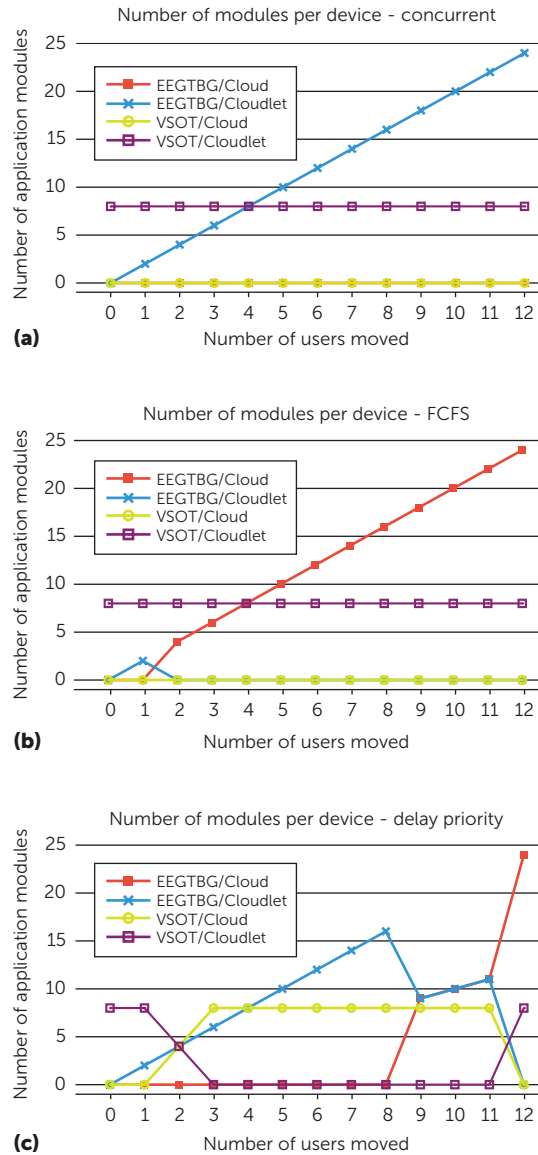 Number of modules per device - concurrent
Number of application modules
25
20
15
10
5
0
EEGTBG/Cloud
EEGTBG/Cloudlet
VSOT/Cloud
VSOT/Cloudlet
0 1 2 3 4 5 6 7 8 9 10 11 12
Number of users moved
(a)
Number of modules per device - FCFS
Number of application modules
25
20
15
10
5
0
EEGTBG/Cloud
EEGTBG/Cloudlet
VSOT/Cloud
VSOT/Cloudlet
0 1 2 3 4 5 6 7 8 9 10 11 12
Number of users moved
(b)
Number of modules per device - delay priority
Number of application modules
25
20
15
10
5
0
EEGTBG/Cloud
EEGTBG/Cloudlet
VSOT/Cloud
VSOT/Cloudlet
0 1 2 3 4 5 6 7 8 9 10 11 12
Number of users moved
(c)